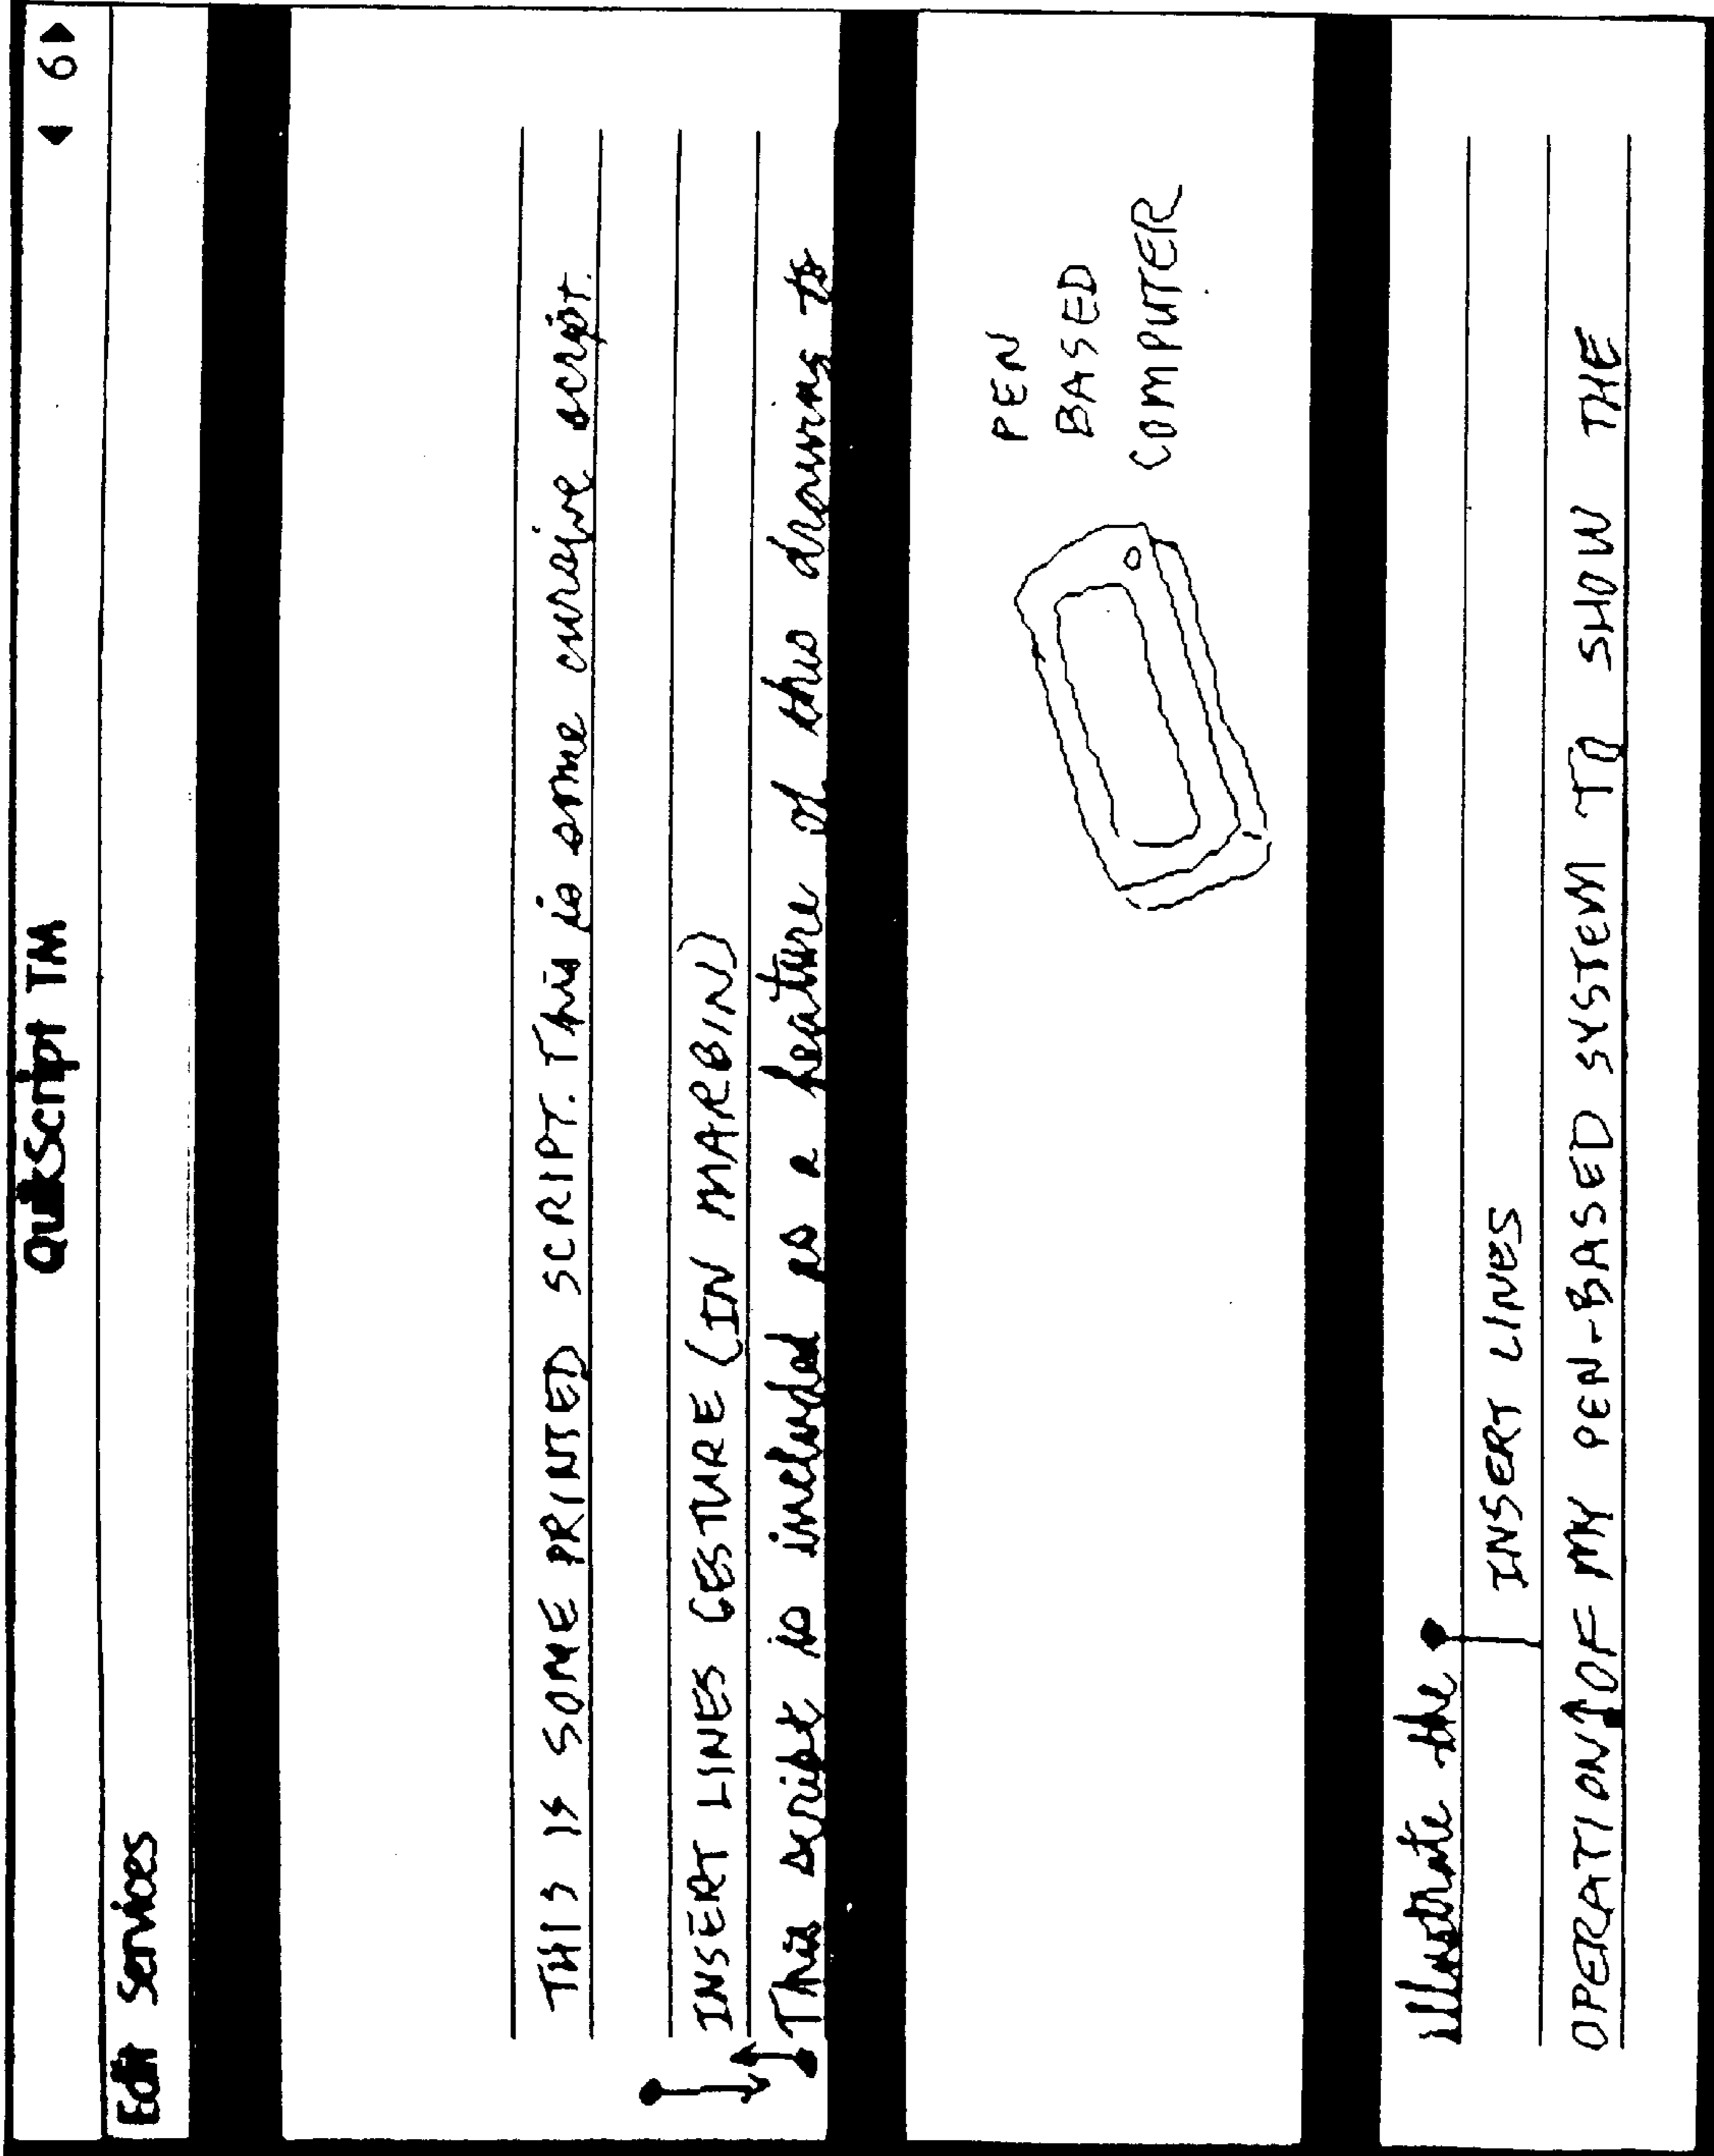 QuikScript TM
◀ 6 ▶
Edit Services
THIS IS SOME PRINTED SCRIPT. This is some cursive script.
INSERT LINES GESTURE (IN MARGIN)
This script is included as a feature of this drawing to
PEN
BASED
COMPUTER
illustrate the
INSERT LINES
OPERATION OF MY PEN-BASED SYSTEM TO SHOW THE